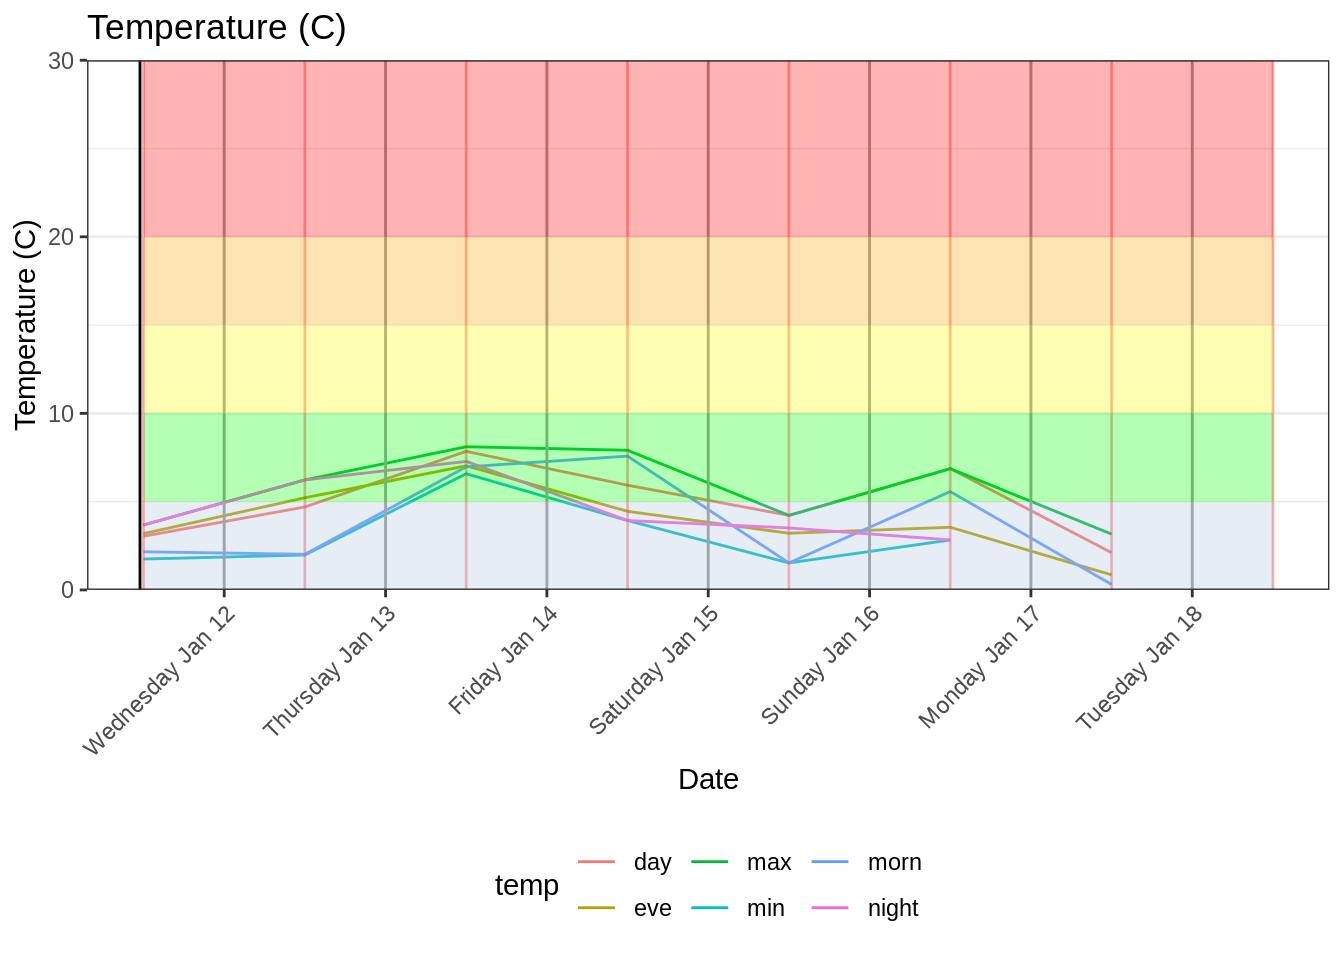 Temperature (C)
30
20
10
0
Temperature (C)
Wednesday Jan 12
Thursday Jan 13
Friday Jan 14
Saturday Jan 15
Sunday Jan 16
Monday Jan 17
Tuesday Jan 18
Date
temp
day
max
morn
eve
min
night